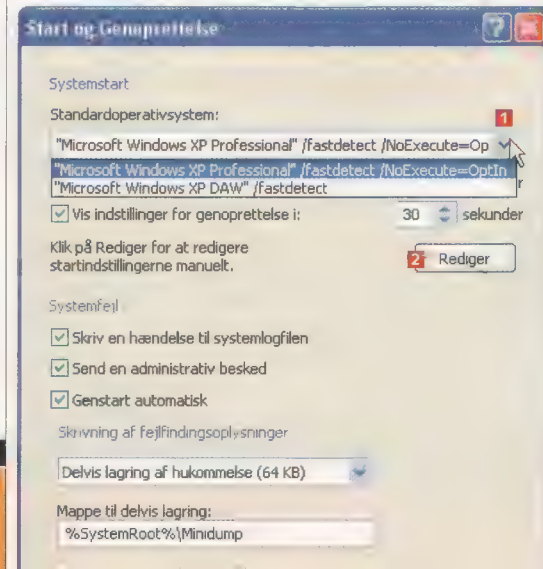 Start og Genoprettelse
Systemstart
Standardoperativsystem:
1
"Microsoft Windows XP Professional" /fastdetect /NoExecute=Op
"Microsoft Windows XP Professional" /fastdetect /NoExecute=OptIn
"Microsoft Windows XP DAW" /fastdetect
r
Vis indstillinger for genoprettelse i: 30 sekunder
Klik på Rediger for at redigere
startindstillingerne manuelt.
2 Rediger
Systemfejl
Skriv en hændelse til systemlogfilen
Send en administrativ besked
Genstart automatisk
Skrivning af fejlfindingsoplysninger
Delvis lagring af hukommelse (64 KB)
Mappe til delvis lagring:
%SystemRoot%\Minidump